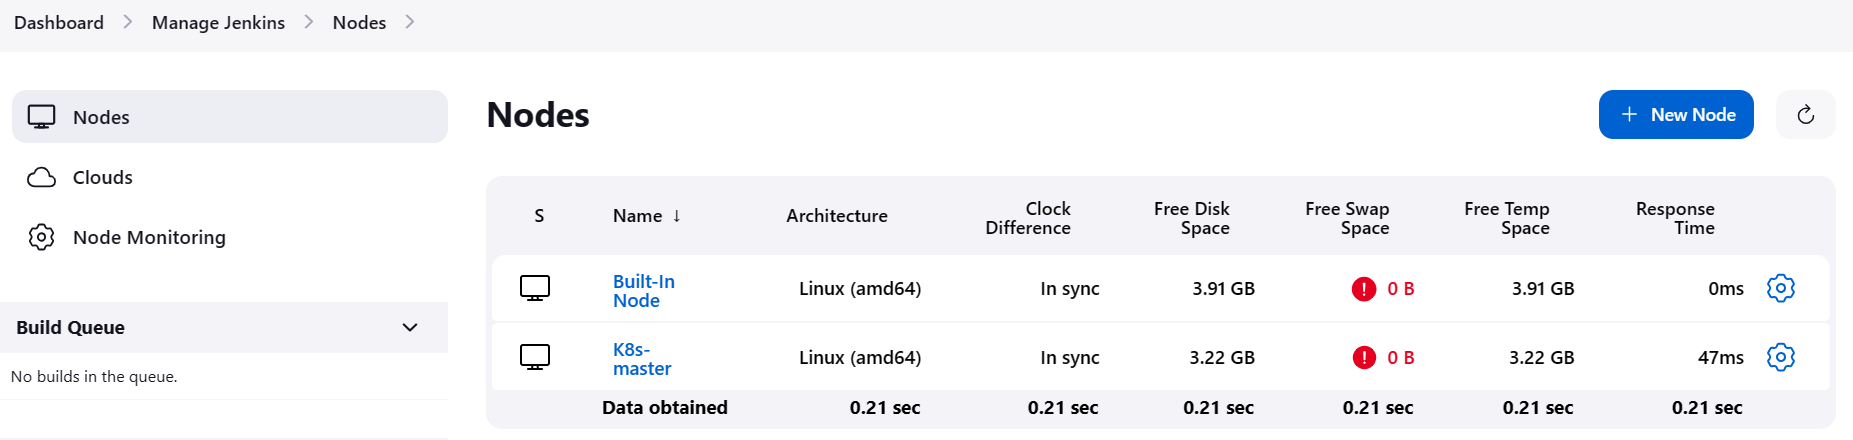 Dashboard Manage Jenkins Nodes
Nodes
Clouds
Node Monitoring
Build Queue
No builds in the queue.
Nodes
+ New Node
S Name ↓ Architecture Clock Difference Free Disk Space Free Swap Space Free Temp Space Response Time
Built-In Node Linux (amd64) In sync 3.91 GB 0 B 3.91 GB 0ms
K8s-master Linux (amd64) In sync 3.22 GB 0 B 3.22 GB 47ms
Data obtained 0.21 sec 0.21 sec 0.21 sec 0.21 sec 0.21 sec 0.21 sec